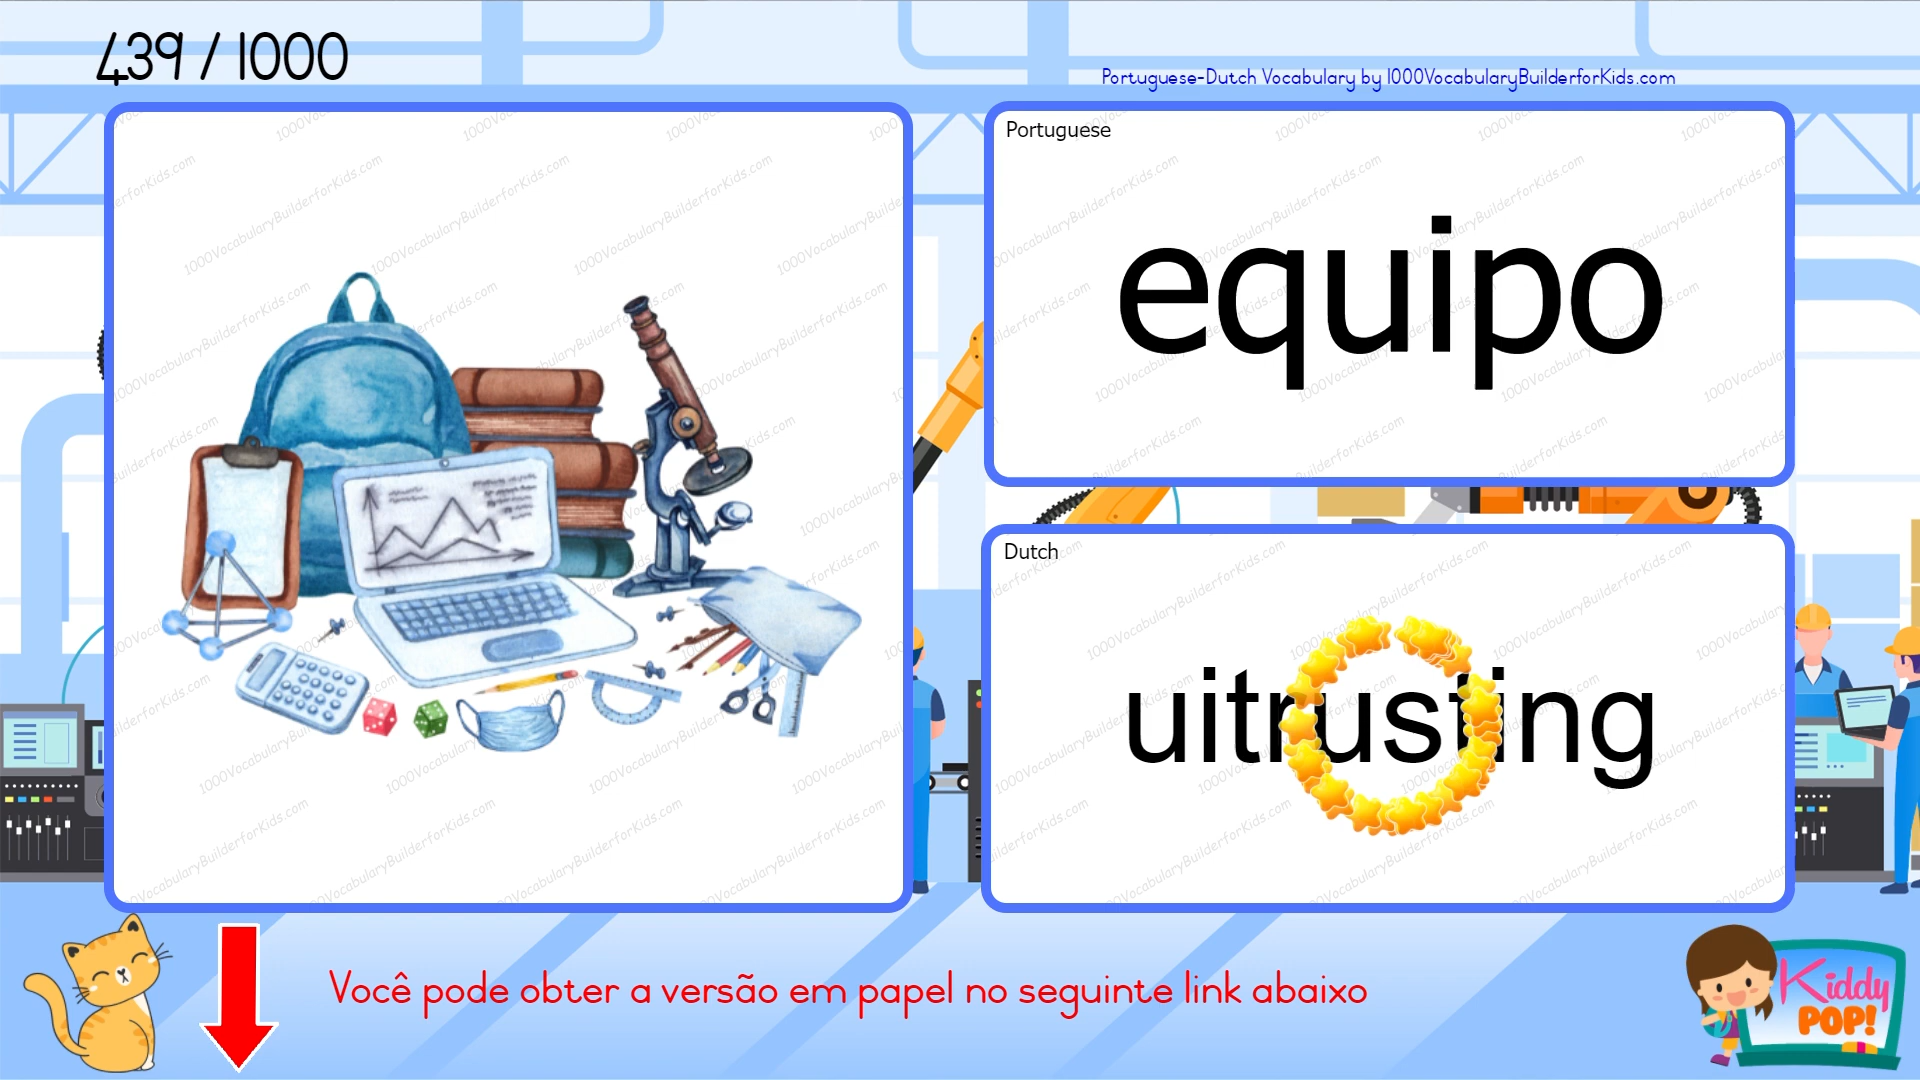 439 / 1000
Portuguese-Dutch Vocabulary by 1000VocabularyBuilderforKids.com
Portuguese
equipo
Dutch
uitrusting
Você pode obter a versão em papel no seguinte link abaixo
Kiddy
POP!